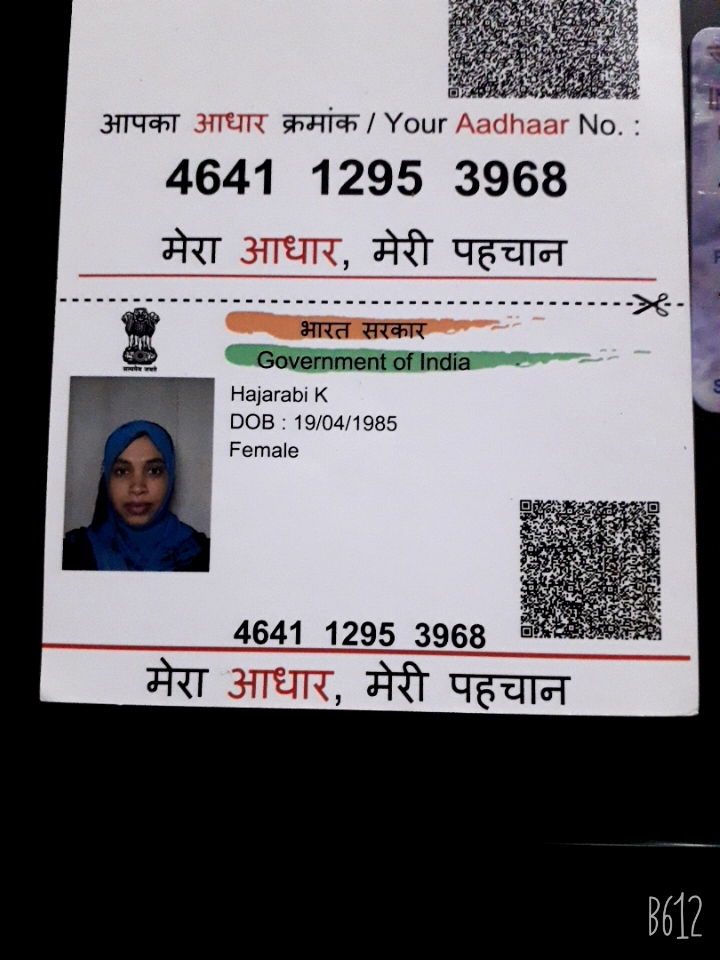 आपका आधार क्रमांक / Your Aadhaar No. :
4641 1295 3968
मेरा आधार, मेरी पहचान
सत्यमेव जयते
भारत सरकार
Government of India
Hajarabi K
DOB : 19/04/1985
Female
4641 1295 3968
मेरा आधार, मेरी पहचान
B612